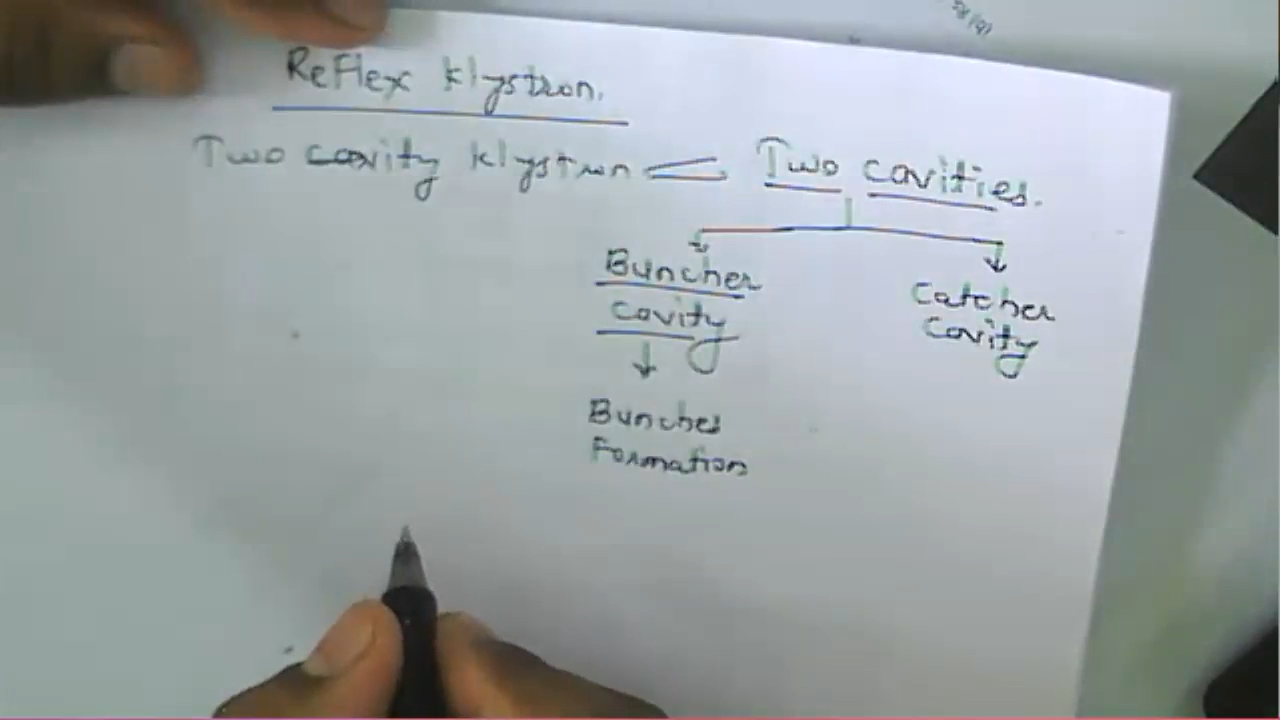 Reflex klystron.
Two cavity klystron
Two cavities.
Buncher
cavity
Catcher
Cavity
Bunches
Formation